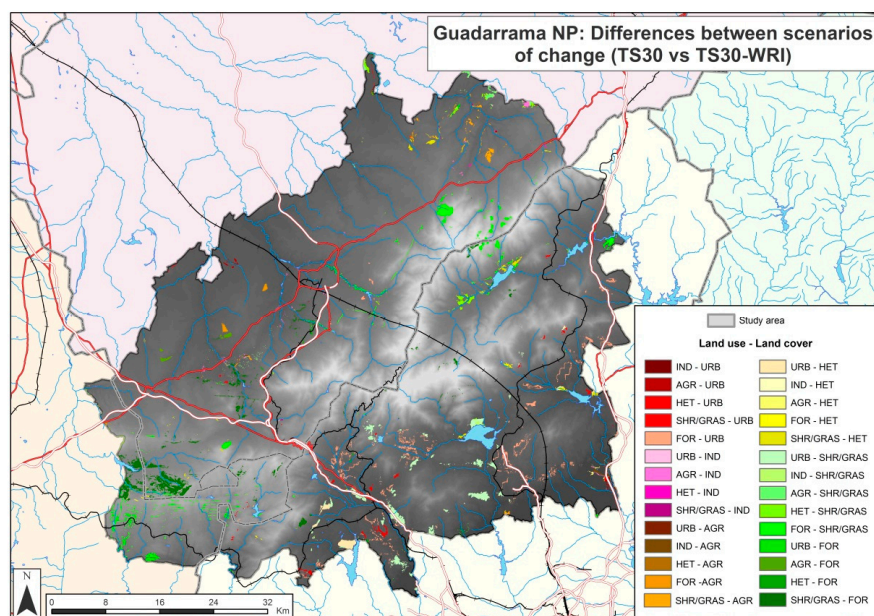 Guadarrama NP: Differences between scenarios
of change (TS30 vs TS30-WRI)
Study area
Land use - Land cover
IND - URB
AGR - URB
HET - URB
SHR/GRAS - URB
FOR - URB
URB - IND
AGR - IND
HET - IND
SHR/GRAS - IND
URB - AGR
IND - AGR
HET - AGR
FOR -AGR
SHR/GRAS - AGR
URB - HET
IND - HET
AGR - HET
FOR - HET
SHR/GRAS - HET
URB - SHR/GRAS
IND - SHR/GRAS
AGR - SHR/GRAS
HET - SHR/GRAS
FOR - SHR/GRAS
URB - FOR
AGR - FOR
HET - FOR
SHR/GRAS - FOR
N
0 8 16 24 32
Km